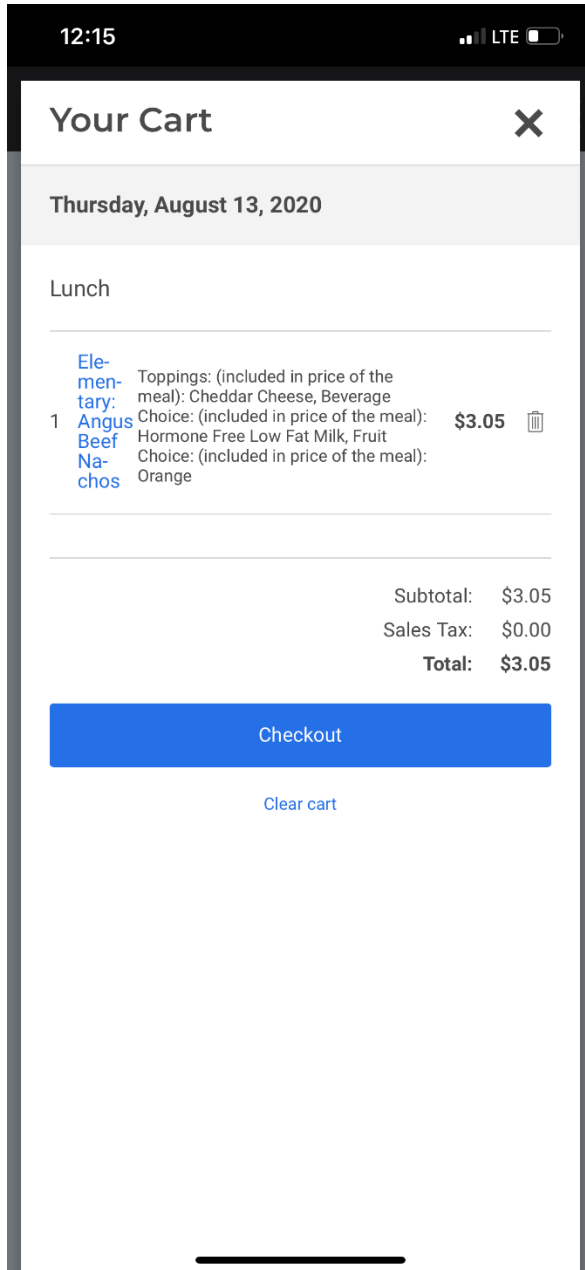 12:15
LTE
Your Cart
Thursday, August 13, 2020
Lunch
1
Ele-
men-
tary:
Angus
Beef
Na-
chos
Toppings: (included in price of the
meal): Cheddar Cheese, Beverage
Choice: (included in price of the meal):
Hormone Free Low Fat Milk, Fruit
Choice: (included in price of the meal):
Orange
$3.05
Subtotal: $3.05
Sales Tax: $0.00
Total: $3.05
Checkout
Clear cart